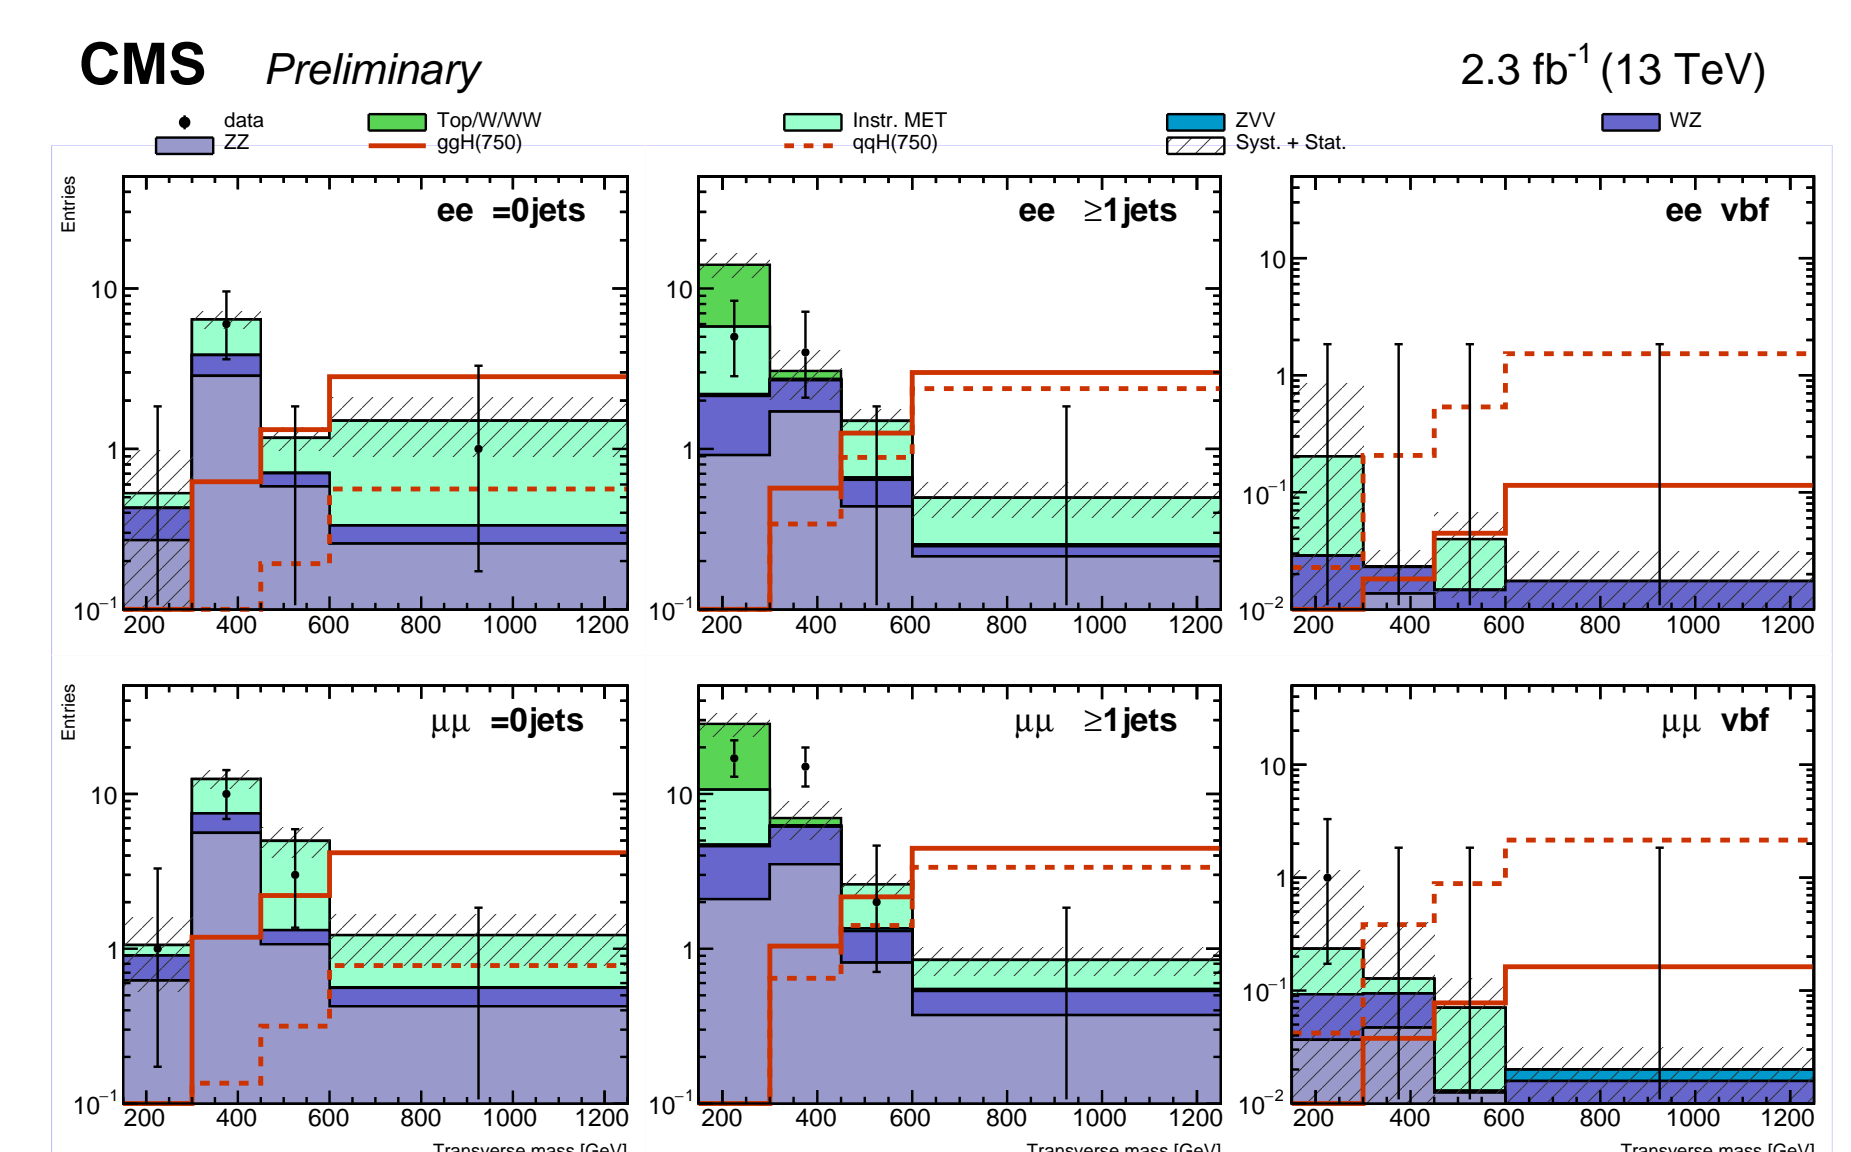 CMS Preliminary 2.3 fb-1 (13 TeV)
data Top/W/WW Instr. MET ZVV WZ
ZZ ggH(750) qqH(750) Syst. + Stat.
Entries
ee =0jets
10
1
10−1
200 400 600 800 1000 1200
ee ≥1jets
10
1
10−1
200 400 600 800 1000 1200
ee vbf
10
1
10−1
10−2
200 400 600 800 1000 1200
Entries
μμ =0jets
10
1
10−1
200 400 600 800 1000 1200
Transverse mass [GeV]
μμ ≥1jets
10
1
10−1
200 400 600 800 1000 1200
Transverse mass [GeV]
μμ vbf
10
1
10−1
10−2
200 400 600 800 1000 1200
Transverse mass [GeV]